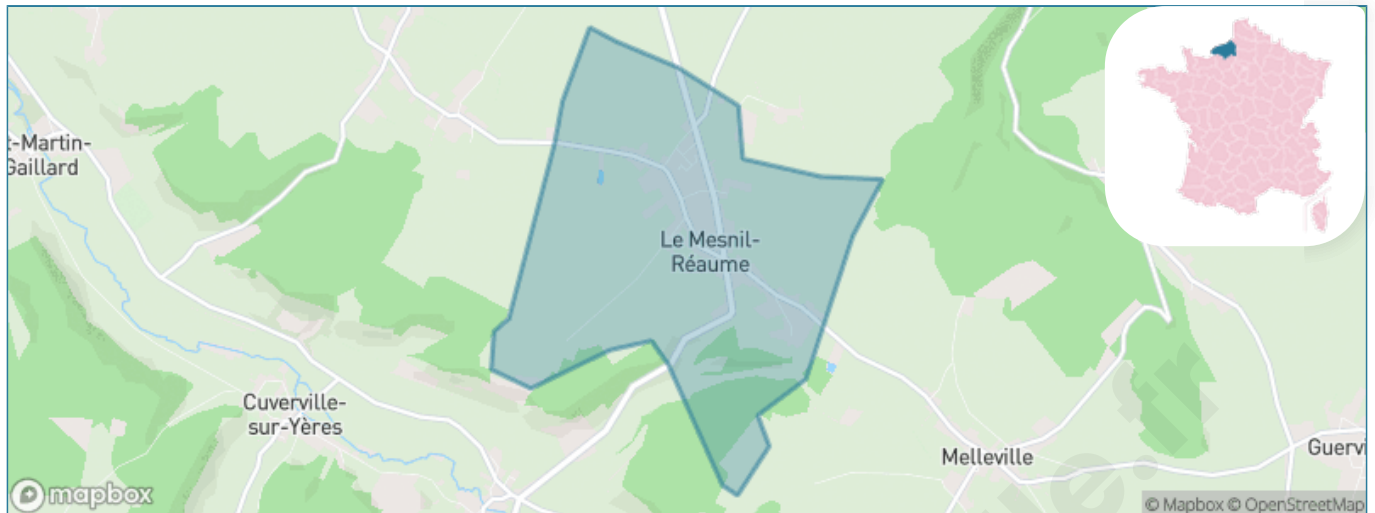 t-Martin-
Gaillard
Le Mesnil-
Réaume
Cuverville-
sur-Yères
Melleville
Guervi
mapbox
© Mapbox © OpenStreetMap